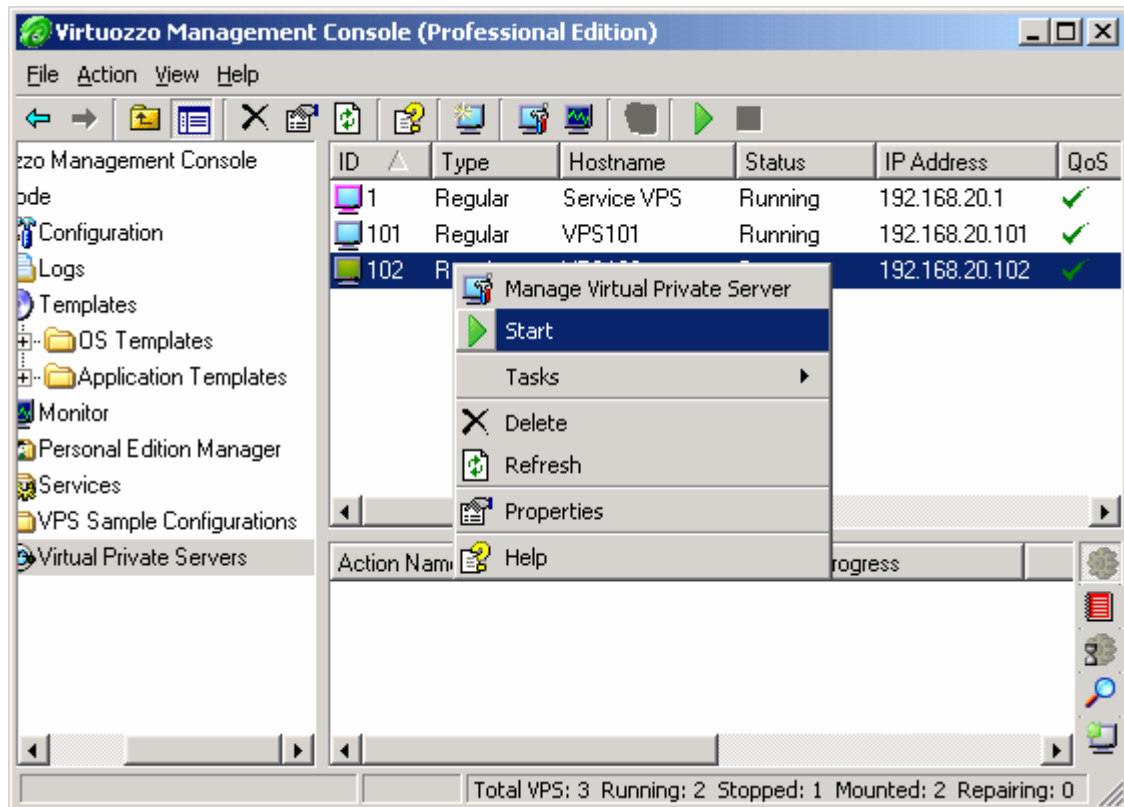 Virtuozzo Management Console (Professional Edition)
File Action View Help
zzo Management Console
ode
Configuration
Logs
Templates
OS Templates
Application Templates
Monitor
Personal Edition Manager
Services
VPS Sample Configurations
Virtual Private Servers
ID Type Hostname Status IP Address QoS
1 Regular Service VPS Running 192.168.20.1
101 Regular VPS101 Running 192.168.20.101
102 192.168.20.102
Manage Virtual Private Server
Start
Tasks
Delete
Refresh
Properties
Help
Action Nam rogress
Total VPS: 3 Running: 2 Stopped: 1 Mounted: 2 Repairing: 0